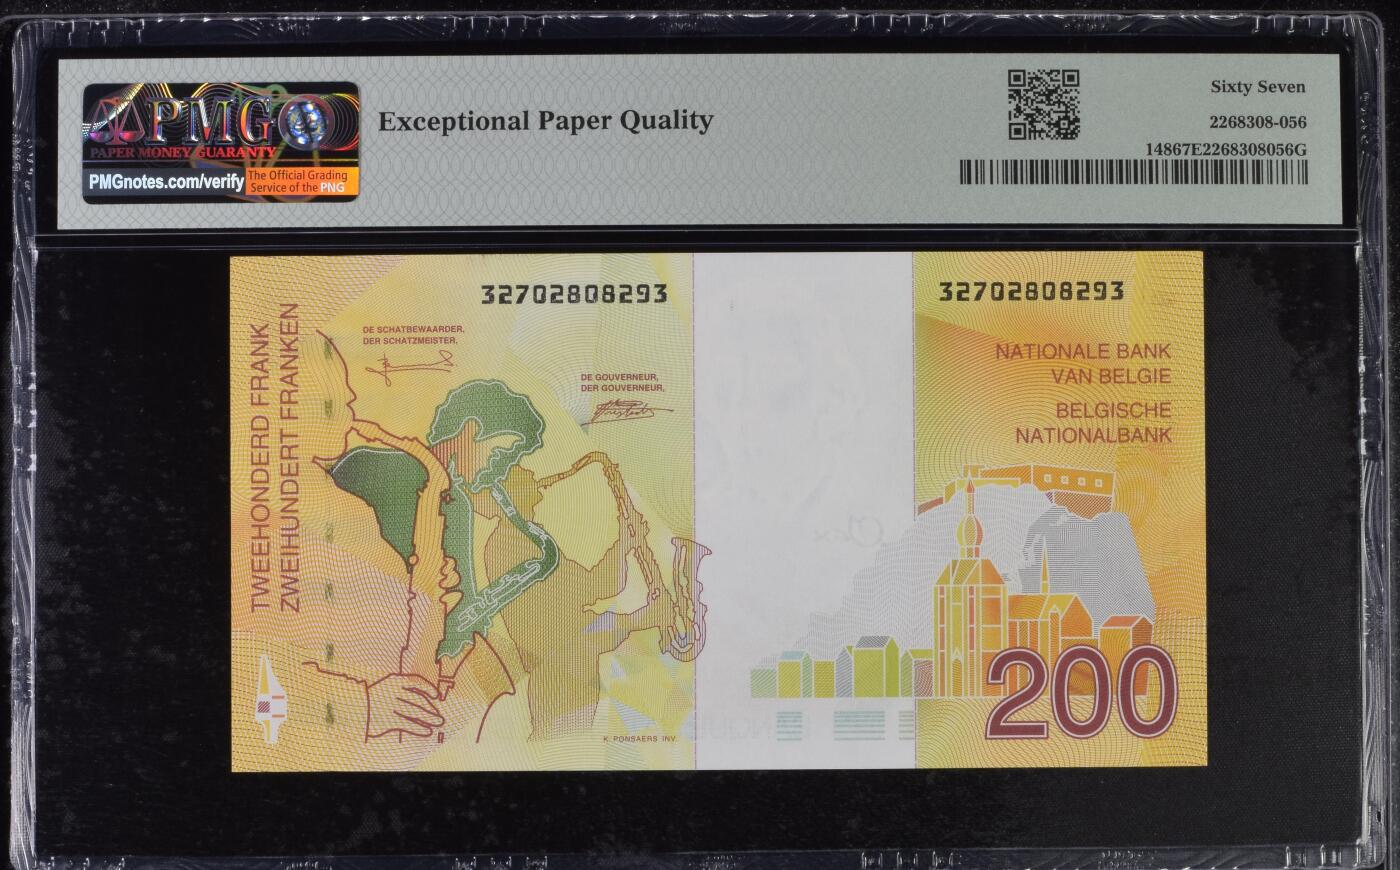 PMG
PAPER MONEY GUARANTY
PMGnotes.com/verify
The Official Grading
Service of the PNG
Exceptional Paper Quality
Sixty Seven
2268308-056
14867E2268308056G
32702808293
32702808293
DE SCHATBEWAARDER,
DER SCHATZMEISTER,
DE GOUVERNEUR,
DER GOUVERNEUR,
TWEEHONDERD FRANK
ZWEIHUNDERT FRANKEN
NATIONALE BANK
VAN BELGIE
BELGISCHE
NATIONALBANK
200
K. PONSAERS INV.